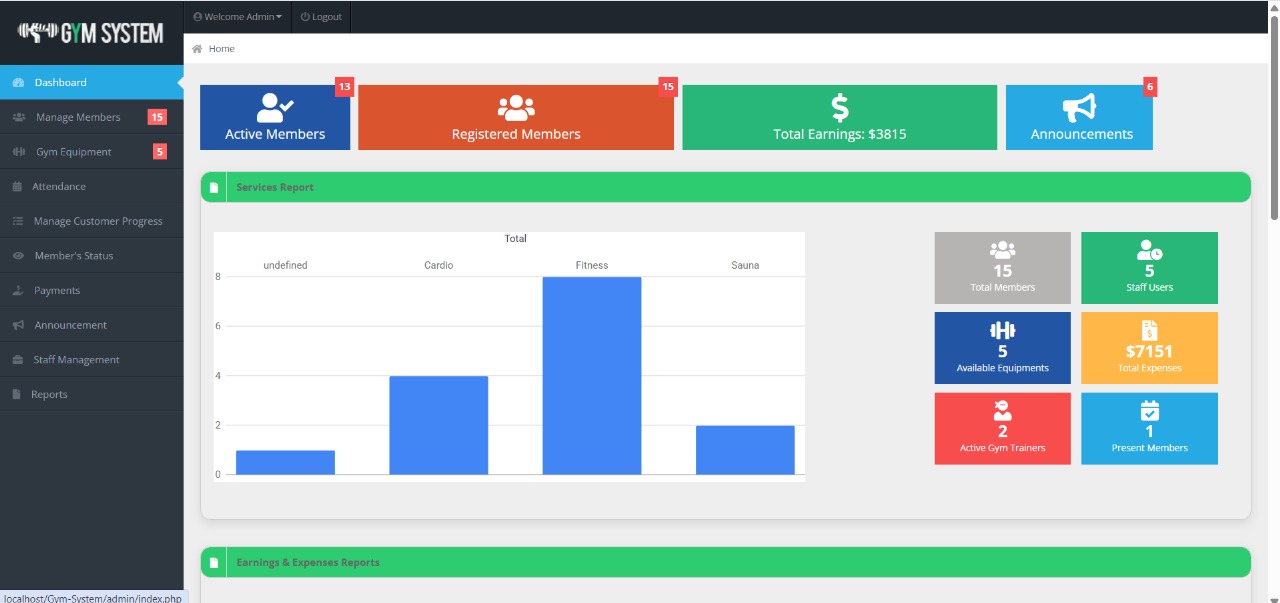 GYM SYSTEM
Welcome Admin
Logout
Home
Dashboard
Manage Members 15
Gym Equipment 5
Attendance
Manage Customer Progress
Member's Status
Payments
Announcement
Staff Management
Reports
13
Active Members
15
Registered Members
$
Total Earnings: $3815
6
Announcements
Services Report
Total
undefined Cardio Fitness Sauna
8
6
4
2
0
15
Total Members
5
Staff Users
5
Available Equipments
$
$7151
Total Expenses
2
Active Gym Trainers
1
Present Members
Earnings & Expenses Reports
localhost/Gym-System/admin/index.php